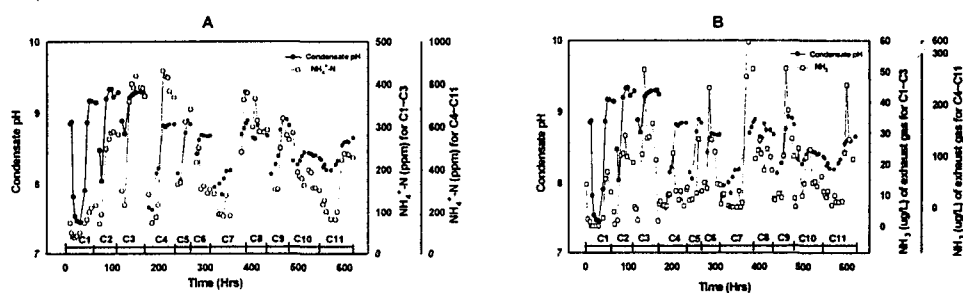 A
Condensate pH
NH₄⁺-N
10
9
8
7
Condensate pH
500
400
300
200
100
0
NH₄⁺-N (ppm) for C1-C3
1000
800
600
400
200
0
NH₄⁺-N (ppm) for C4-C11
C1 C2 C3 C4 C5 C6 C7 C8 C9 C10 C11
0 100 200 300 400 500 600
Time (Hrs)
B
Condensate pH
NH₃
10
9
8
7
Condensate pH
60
50
40
30
20
10
0
NH₃ (ug/L) of exhaust gas for C1-C3
600
300
200
100
0
NH₃ (ug/L) of exhaust gas for C4-C11
C1 C2 C3 C4 C5 C6 C7 C8 C9 C10 C11
0 100 200 300 400 500 600
Time (Hrs)